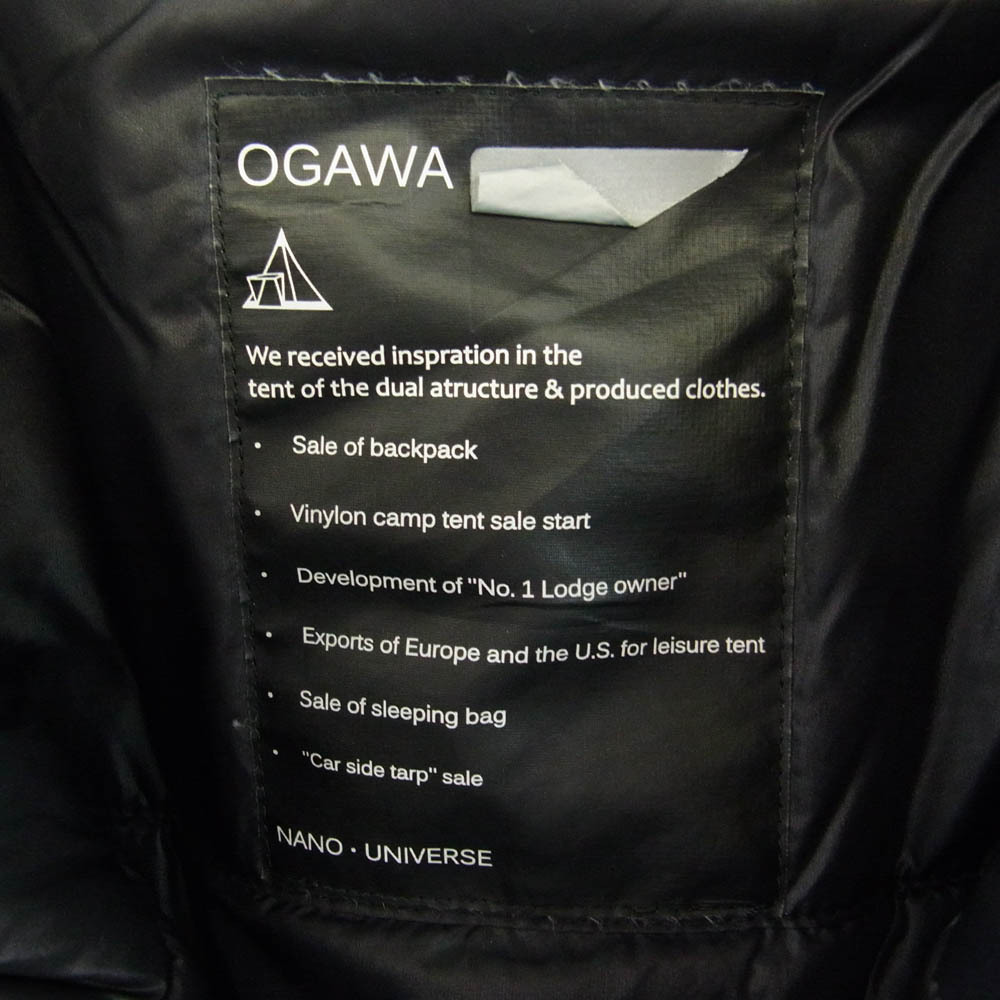 OGAWA
We received inspration in the
tent of the dual atructure & produced clothes.
• Sale of backpack
• Vinylon camp tent sale start
• Development of "No. 1 Lodge owner"
• Exports of Europe and the U.S. for leisure tent
• Sale of sleeping bag
• "Car side tarp" sale
NANO • UNIVERSE